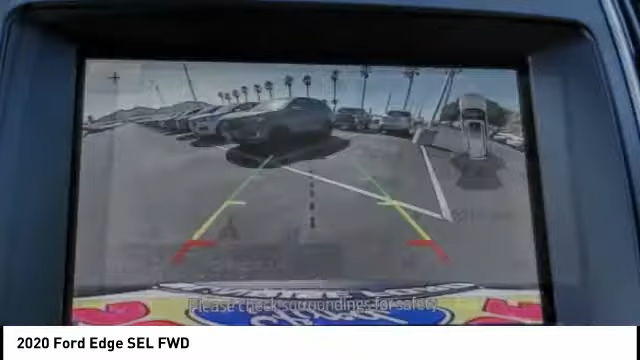 Please check surroundings for safety
2020 Ford Edge SEL FWD